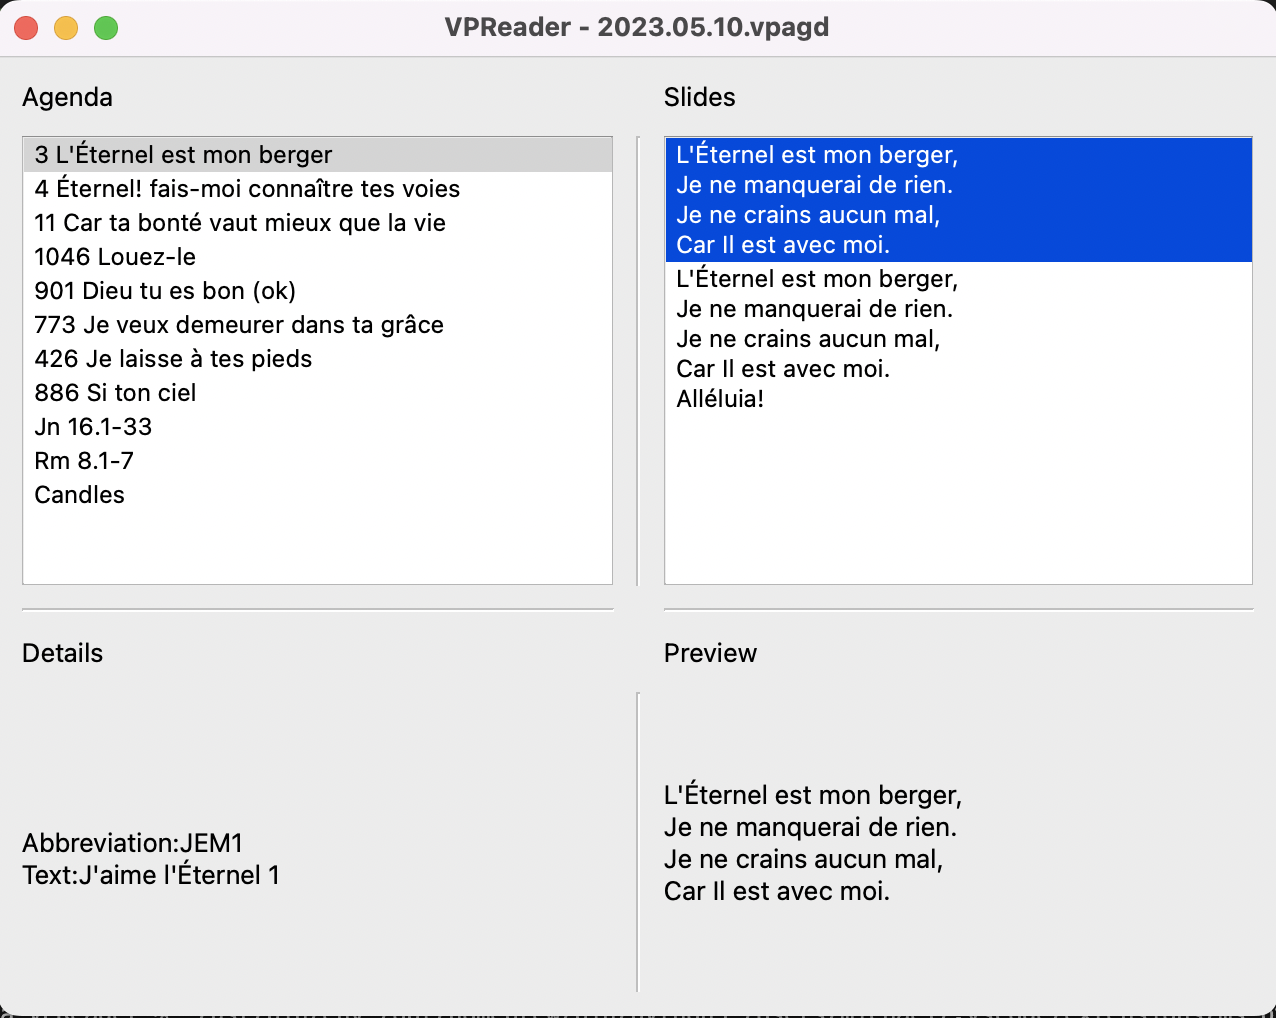 VPReader - 2023.05.10.vpagd
Agenda
3 L'Éternel est mon berger
4 Éternel! fais-moi connaître tes voies
11 Car ta bonté vaut mieux que la vie
1046 Louez-le
901 Dieu tu es bon (ok)
773 Je veux demeurer dans ta grâce
426 Je laisse à tes pieds
886 Si ton ciel
Jn 16.1-33
Rm 8.1-7
Candles
Slides
L'Éternel est mon berger,
Je ne manquerai de rien.
Je ne crains aucun mal,
Car Il est avec moi.
L'Éternel est mon berger,
Je ne manquerai de rien.
Je ne crains aucun mal,
Car Il est avec moi.
Alléluia!
Details
Abbreviation:JEM1
Text:J'aime l'Éternel 1
Preview
L'Éternel est mon berger,
Je ne manquerai de rien.
Je ne crains aucun mal,
Car Il est avec moi.